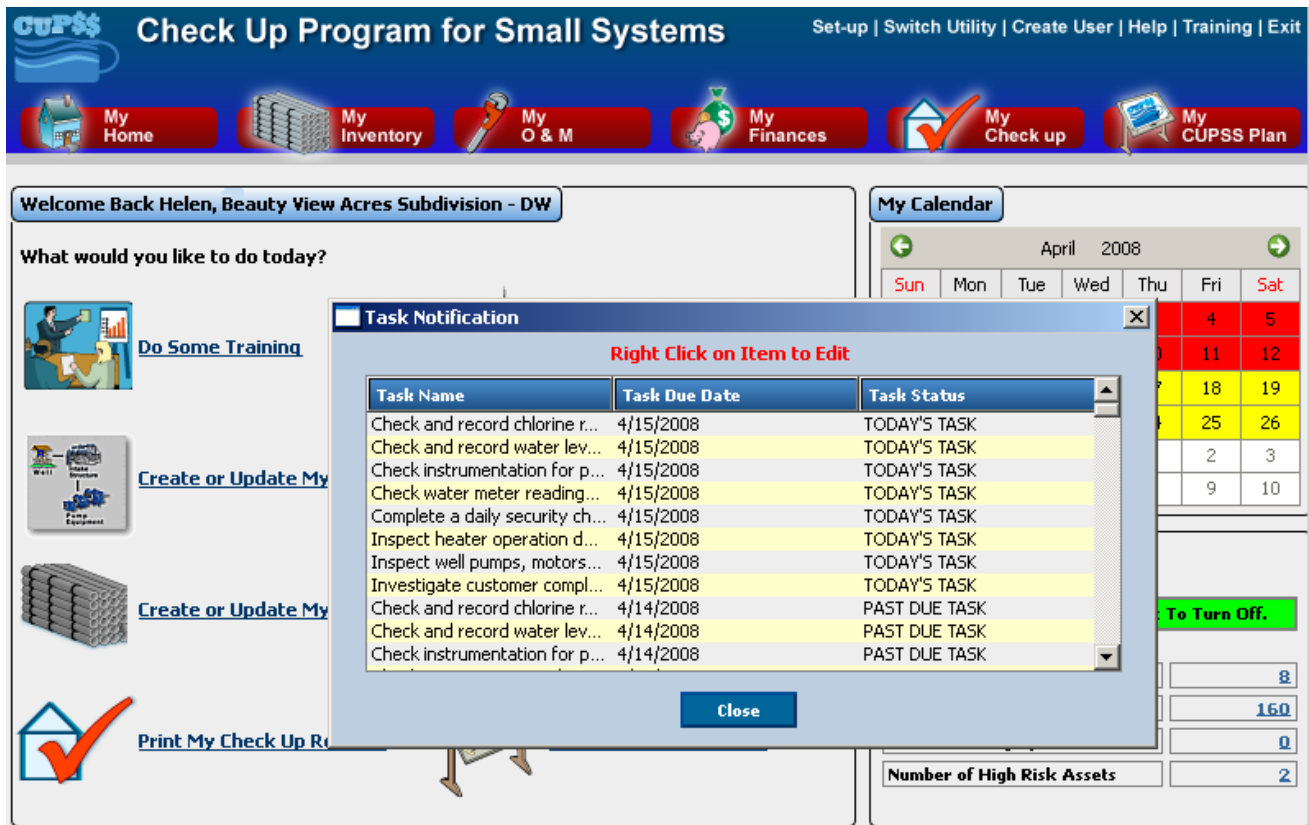 CUP$$
Check Up Program for Small Systems
Set-up | Switch Utility | Create User | Help | Training | Exit
My Home
My Inventory
My O & M
My Finances
My Check up
My CUPSS Plan
Welcome Back Helen, Beauty View Acres Subdivision - DW
What would you like to do today?
Do Some Training
Well
Intake Structure
Pump Equipment
Create or Update My
Create or Update My
Print My Check Up
My Calendar
April 2008
Sun Mon Tue Wed Thu Fri Sat
4 5
11 12
18 19
25 26
2 3
9 10
Task Notification
Right Click on Item to Edit
Task Name Task Due Date Task Status
Check and record chlorine r... 4/15/2008 TODAY'S TASK
Check and record water lev... 4/15/2008 TODAY'S TASK
Check instrumentation for p... 4/15/2008 TODAY'S TASK
Check water meter reading... 4/15/2008 TODAY'S TASK
Complete a daily security ch... 4/15/2008 TODAY'S TASK
Inspect heater operation d... 4/15/2008 TODAY'S TASK
Inspect well pumps, motors... 4/15/2008 TODAY'S TASK
Investigate customer compl... 4/15/2008 TODAY'S TASK
Check and record chlorine r... 4/14/2008 PAST DUE TASK
Check and record water lev... 4/14/2008 PAST DUE TASK
Check instrumentation for p... 4/14/2008 PAST DUE TASK
Close
To Turn Off.
8
160
0
Number of High Risk Assets 2